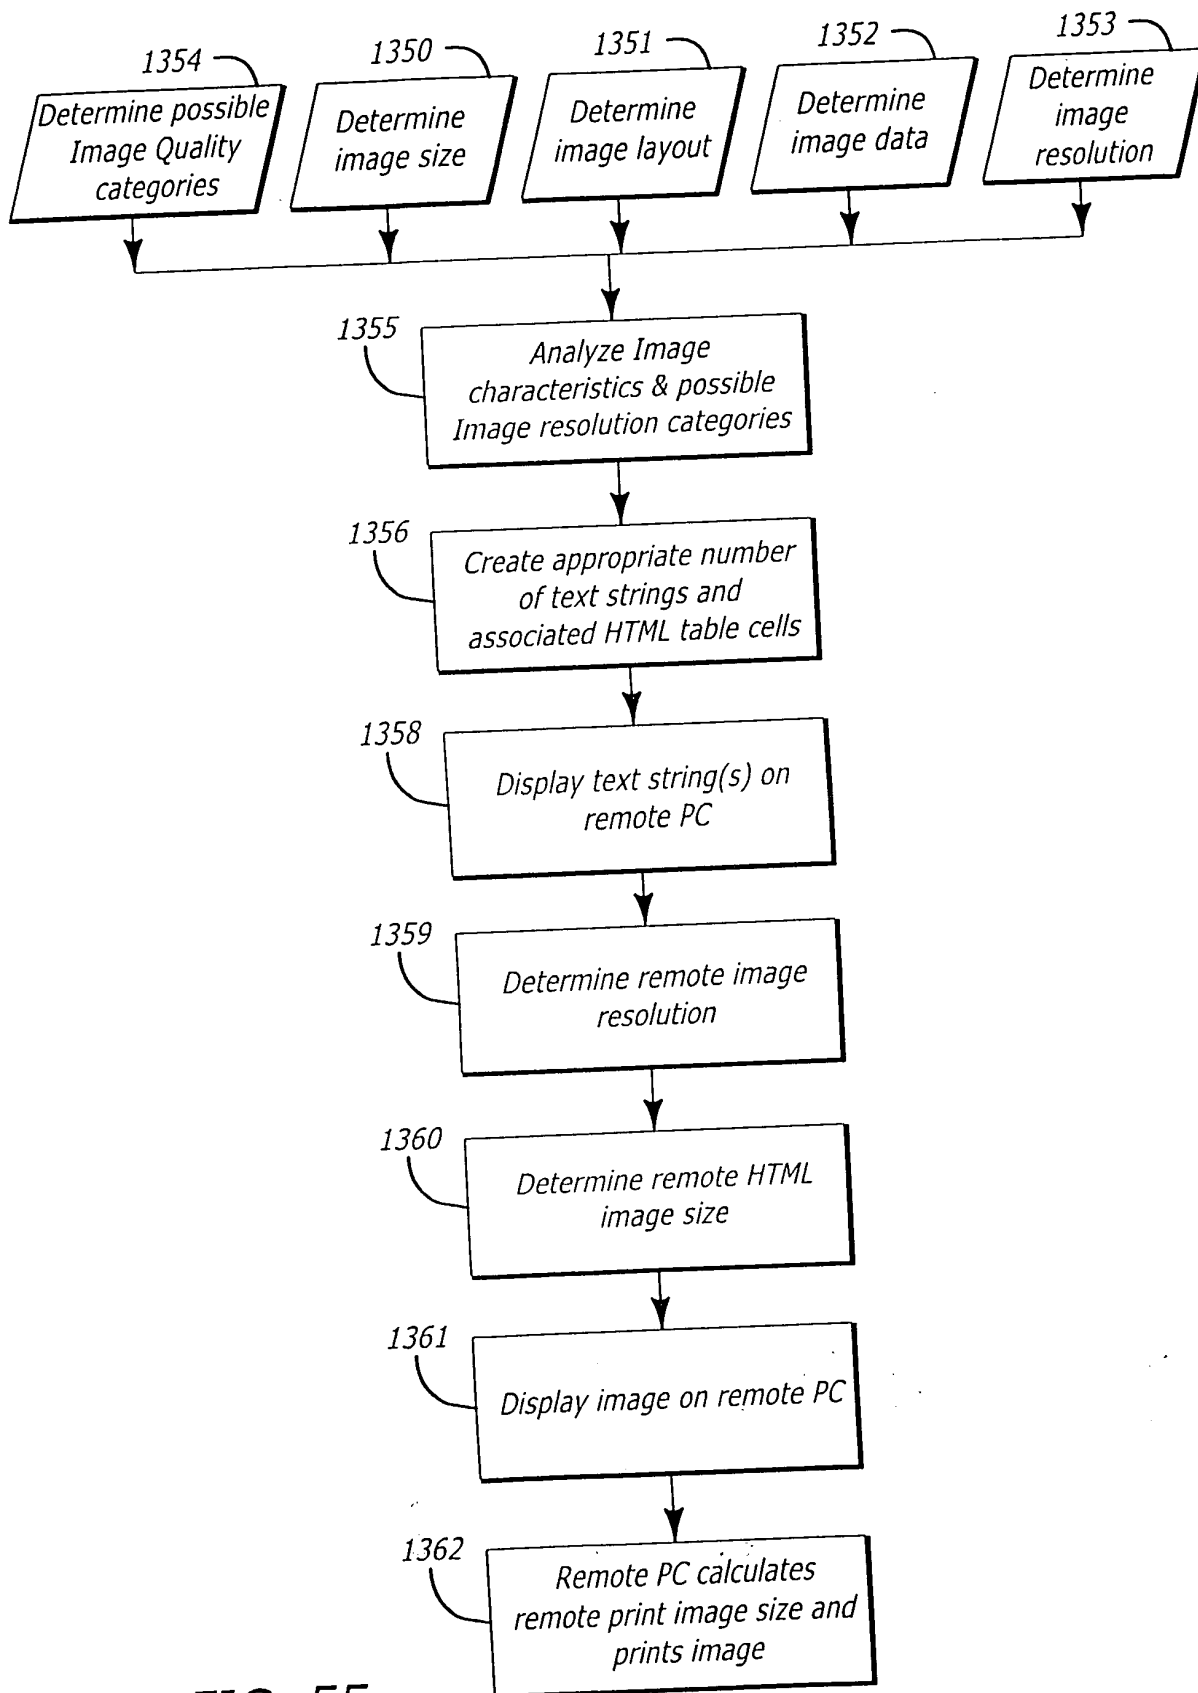 1354
1350
1351
1352
1353
Determine possible
Image Quality
categories
Determine
image size
Determine
image layout
Determine
image data
Determine
image
resolution
1355
Analyze Image
characteristics & possible
Image resolution categories
1356
Create appropriate number
of text strings and
associated HTML table cells
1358
Display text string(s) on
remote PC
1359
Determine remote image
resolution
1360
Determine remote HTML
image size
1361
Display image on remote PC
1362
Remote PC calculates
remote print image size and
prints image
FIG. 55